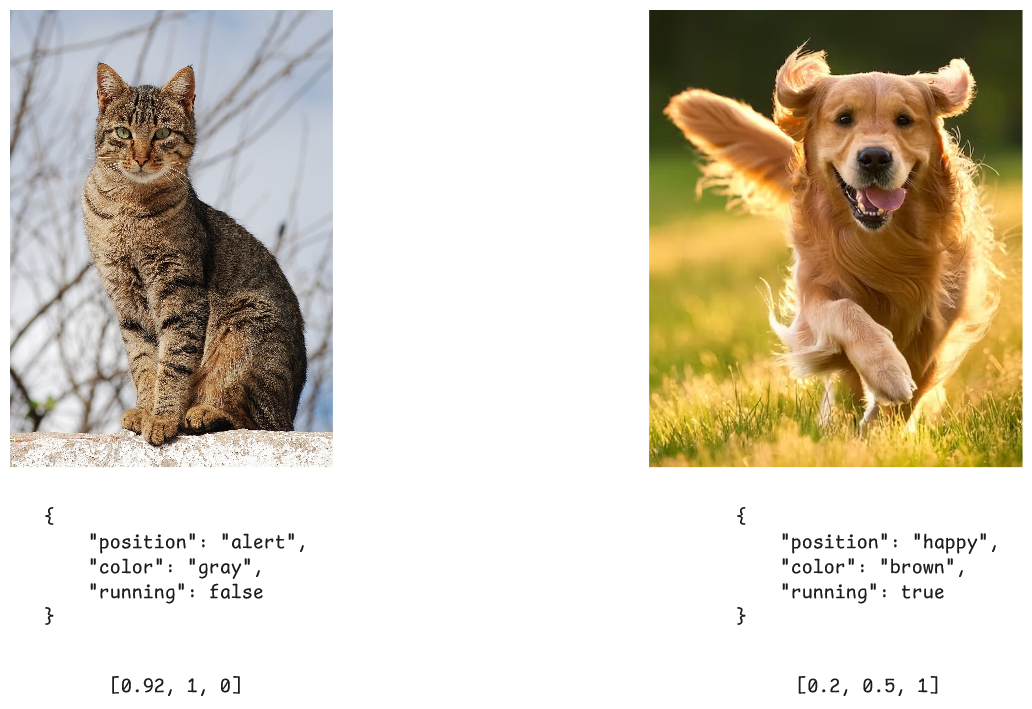 {
"position": "alert",
"color": "gray",
"running": false
}
[0.92, 1, 0]
{
"position": "happy",
"color": "brown",
"running": true
}
[0.2, 0.5, 1]